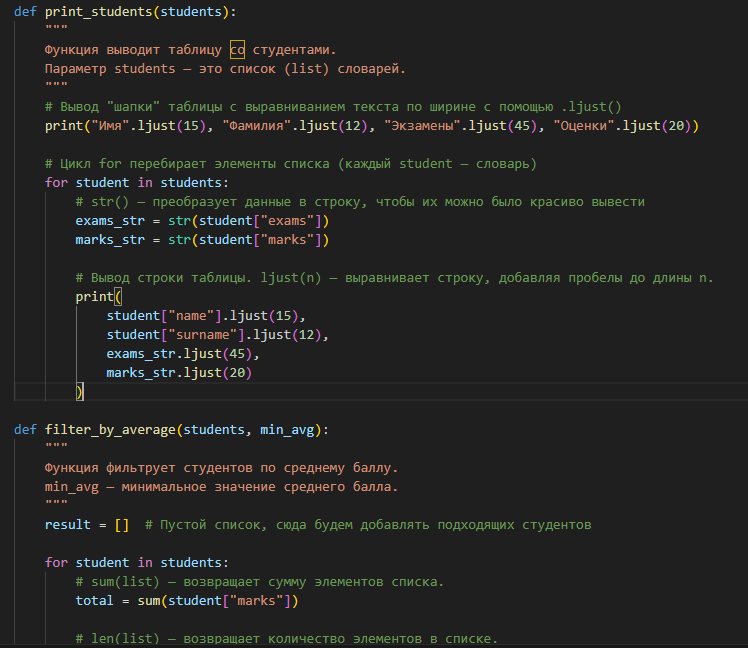 def print_students(students):
"""
Функция выводит таблицу со студентами.
Параметр students — это список (list) словарей.
"""
# Вывод "шапки" таблицы с выравниванием текста по ширине с помощью .ljust()
print("Имя".ljust(15), "Фамилия".ljust(12), "Экзамены".ljust(45), "Оценки".ljust(20))
# Цикл for перебирает элементы списка (каждый student — словарь)
for student in students:
# str() — преобразует данные в строку, чтобы их можно было красиво вывести
exams_str = str(student["exams"])
marks_str = str(student["marks"])
# Вывод строки таблицы. ljust(n) — выравнивает строку, добавляя пробелы до длины n.
print(
student["name"].ljust(15),
student["surname"].ljust(12),
exams_str.ljust(45),
marks_str.ljust(20)
)
def filter_by_average(students, min_avg):
"""
Функция фильтрует студентов по среднему баллу.
min_avg — минимальное значение среднего балла.
"""
result = []  # Пустой список, сюда будем добавлять подходящих студентов
for student in students:
# sum(list) — возвращает сумму элементов списка.
total = sum(student["marks"])
# len(list) — возвращает количество элементов в списке.